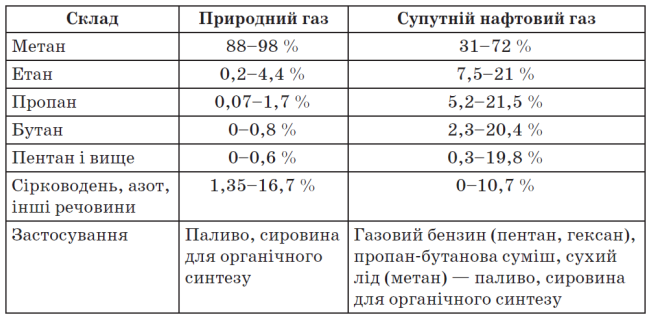 Склад Природний газ Супутній нафтовий газ
Метан 88–98 % 31–72 %
Етан 0,2–4,4 % 7,5–21 %
Пропан 0,07–1,7 % 5,2–21,5 %
Бутан 0–0,8 % 2,3–20,4 %
Пентан і вище 0–0,6 % 0,3–19,8 %
Сірководень, азот, 1,35–16,7 % 0–10,7 %
інші речовини
Застосування Паливо, сировина Газовий бензин (пентан, гексан),
для органічного пропан-бутанова суміш, сухий
синтезу лід (метан) — паливо, сировина
для органічного синтезу